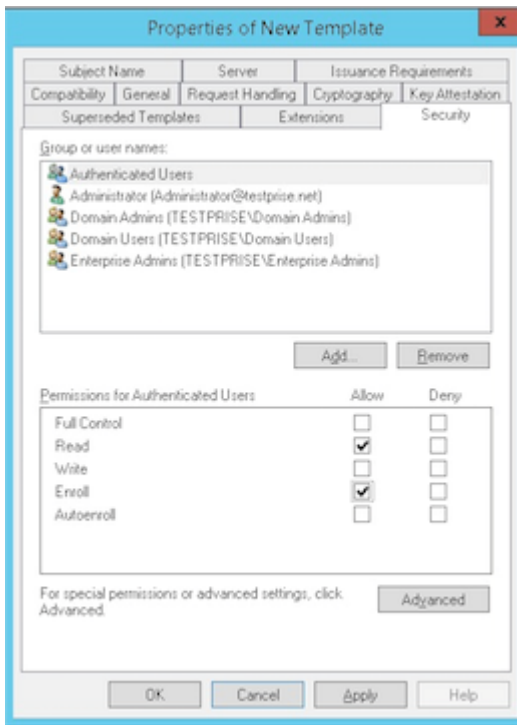 Properties of New Template
x
Subject Name Server Issuance Requirements
Compatibility General Request Handling Cryptography Key Attestation
Superseded Templates Extensions Security
Group or user names:
Authenticated Users
Administrator (Administrator@testprise.net)
Domain Admins (TESTPRISE\Domain Admins)
Domain Users (TESTPRISE\Domain Users)
Enterprise Admins (TESTPRISE\Enterprise Admins)
Add... Remove
Permissions for Authenticated Users Allow Deny
Full Control
Read
Write
Enroll
Autoenroll
For special permissions or advanced settings, click
Advanced. Advanced
OK Cancel Apply Help